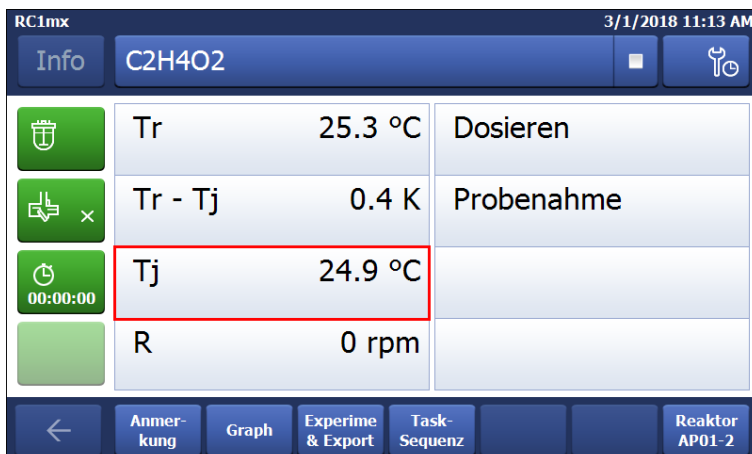 RC1mx 3/1/2018 11:13 AM
Info C2H4O2
Tr 25.3 °C Dosieren
Tr - Tj 0.4 K Probenahme
Tj 24.9 °C
00:00:00
R 0 rpm
Anmer-
kung
Graph
Experime
& Export
Task-
Sequenz
Reaktor
AP01-2